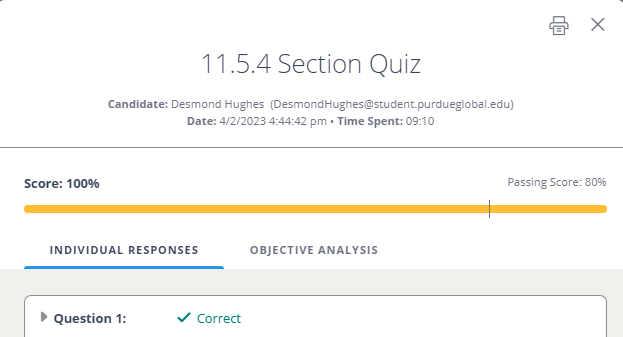 11.5.4 Section Quiz
Candidate: Desmond Hughes (DesmondHughes@student.purdueglobal.edu)
Date: 4/2/2023 4:44:42 pm • Time Spent: 09:10
Score: 100% Passing Score: 80%
INDIVIDUAL RESPONSES OBJECTIVE ANALYSIS
Question 1: Correct